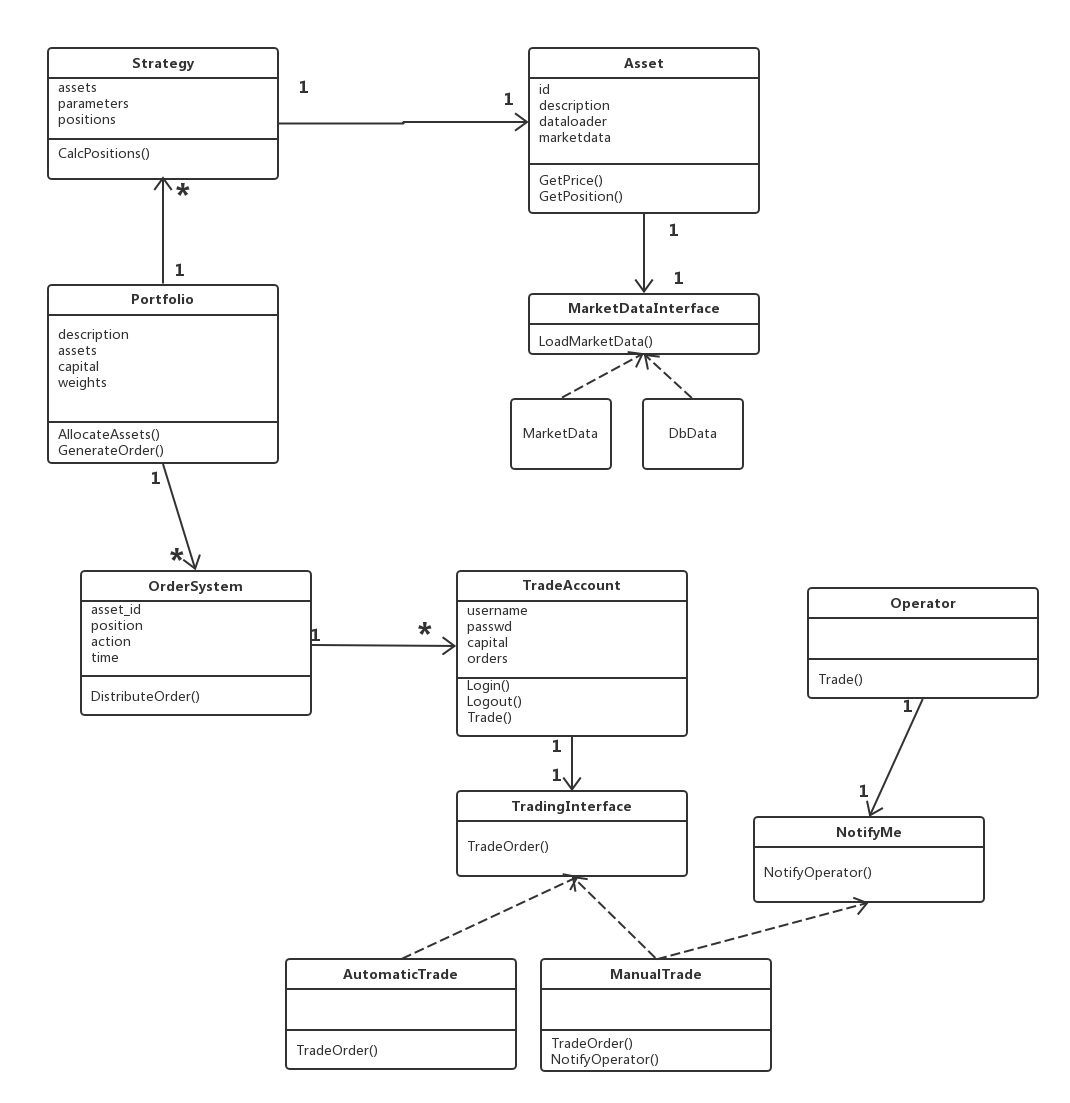 Strategy
assets
parameters
positions
CalcPositions()
1
1
Asset
id
description
dataloader
marketdata
GetPrice()
GetPosition()
*
1
Portfolio
description
assets
capital
weights
AllocateAssets()
GenerateOrder()
1
1
MarketDataInterface
LoadMarketData()
MarketData
DbData
1
*
OrderSystem
asset_id
position
action
time
DistributeOrder()
1
*
TradeAccount
username
passwd
capital
orders
Login()
Logout()
Trade()
Operator
Trade()
1
1
1
1
TradingInterface
TradeOrder()
NotifyMe
NotifyOperator()
AutomaticTrade
TradeOrder()
ManualTrade
TradeOrder()
NotifyOperator()